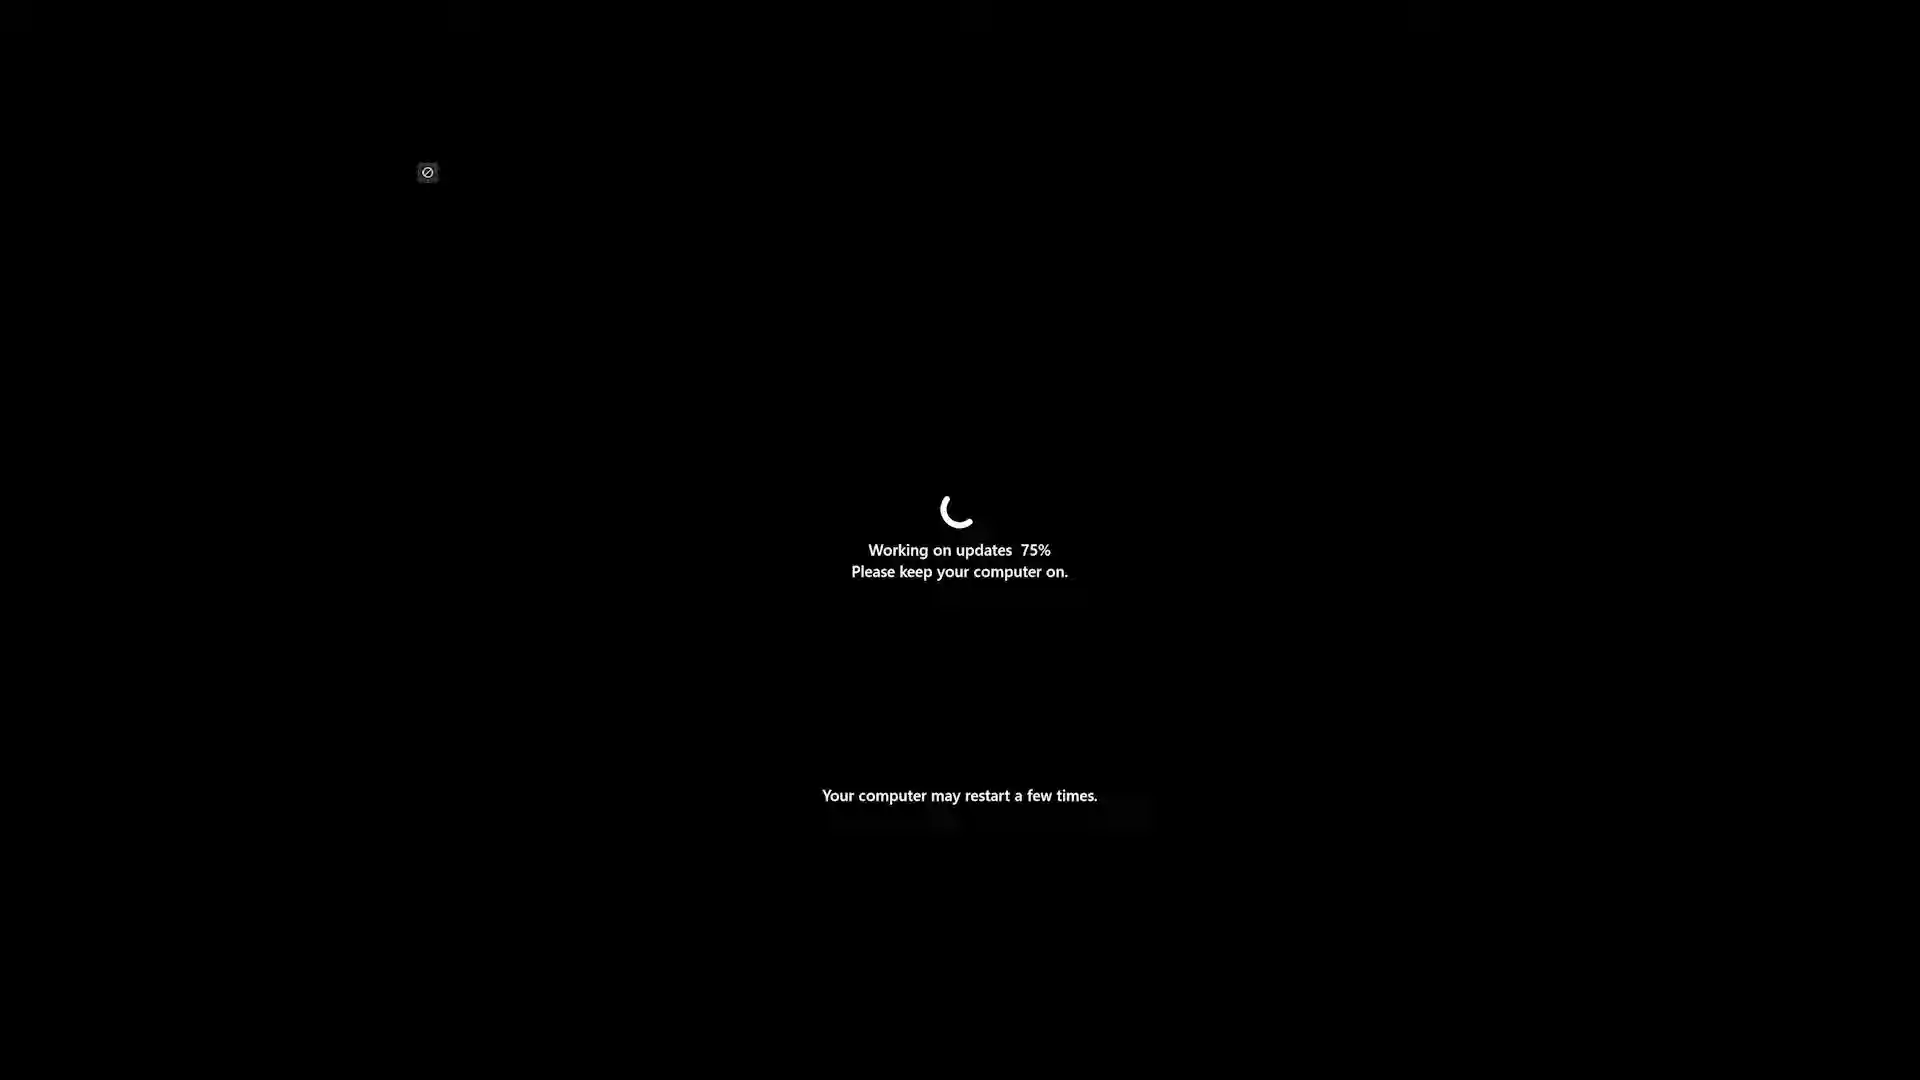 Working on updates  75%
Please keep your computer on.
Your computer may restart a few times.